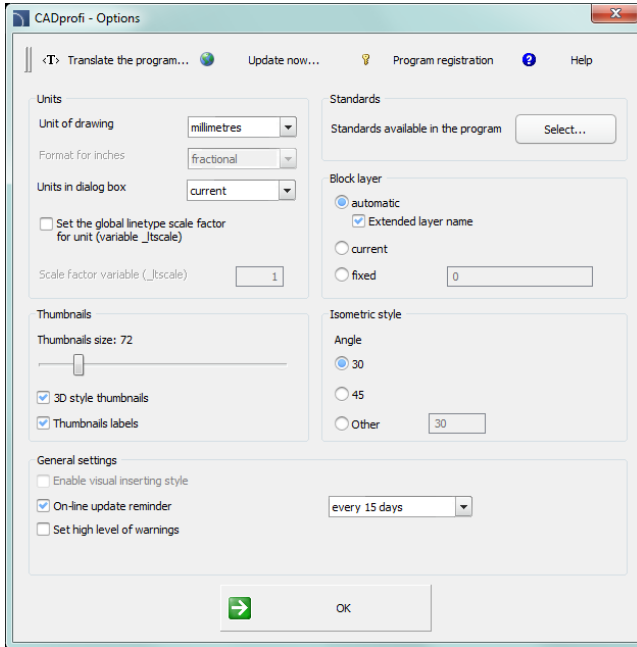 CADprofi - Options
<T> Translate the program... Update now... Program registration Help
Units
Unit of drawing millimetres
Format for inches fractional
Units in dialog box current
Set the global linetype scale factor
for unit (variable _ltscale)
Scale factor variable (_ltscale) 1
Standards
Standards available in the program Select...
Block layer
automatic
Extended layer name
current
fixed 0
Thumbnails
Thumbnails size: 72
3D style thumbnails
Thumbnails labels
Isometric style
Angle
30
45
Other 30
General settings
Enable visual inserting style
On-line update reminder every 15 days
Set high level of warnings
OK